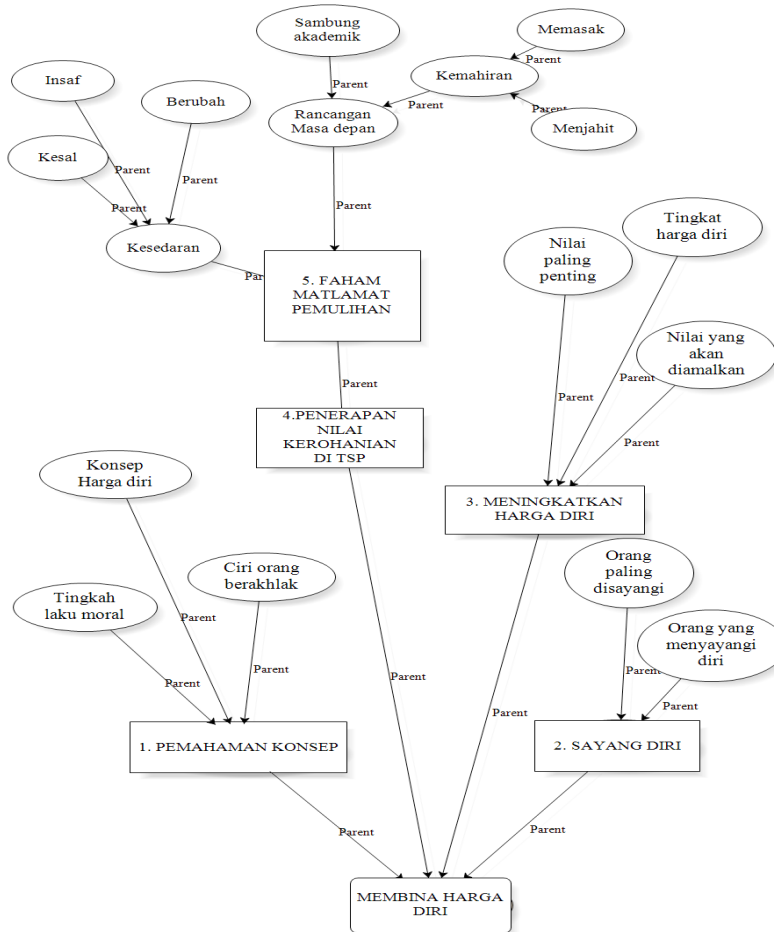 Sambung
akademik
Memasak
Parent
Insaf
Kemahiran
Parent
Berubah
Parent
Parent
Rancangan
Masa depan
Menjahit
Kesal
Parent
Parent
Parent
Parent
Kesedaran
Tingkat
harga diri
Nilai
paling
penting
Par
5. FAHAM
MATLAMAT
PEMULIHAN
Nilai yang
akan
diamalkan
Parent
Parent
Parent
Parent
4.PENERAPAN
NILAI
KEROHANIAN
DI TSP
Konsep
Harga diri
3. MENINGKATKAN
HARGA DIRI
Ciri orang
berakhlak
Orang
paling
disayangi
Tingkah
laku moral
Orang yang
menyayangi
diri
Parent
Parent
Parent
Parent
Parent
Parent
Parent
1. PEMAHAMAN KONSEP
2. SAYANG DIRI
Parent
Parent
MEMBINA HARGA
DIRI